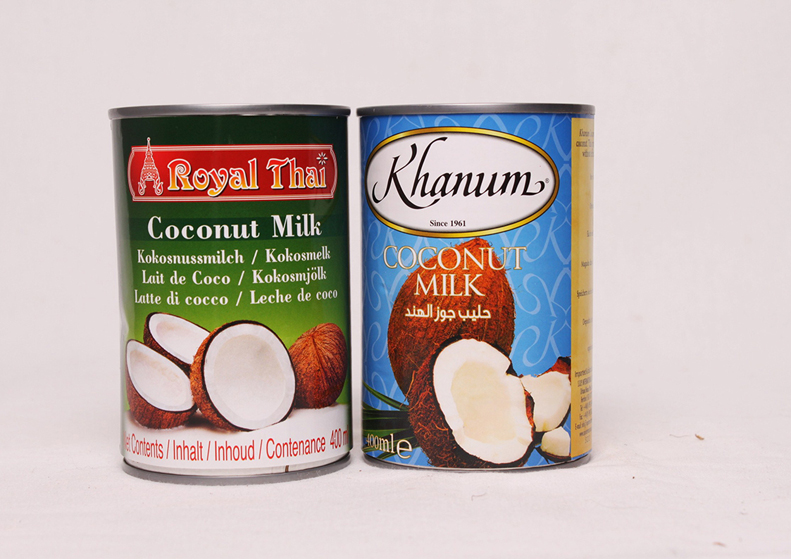 Royal Thai
Coconut Milk
Kokosnussmilch / Kokosmelk
Lait de Coco / Kokosmjölk
Latte di cocco / Leche de coco
Contents / Inhalt / Inhoud / Contenance 400
Khanum
Since 1961
COCONUT
MILK
حليب جوز الهند
400ml e